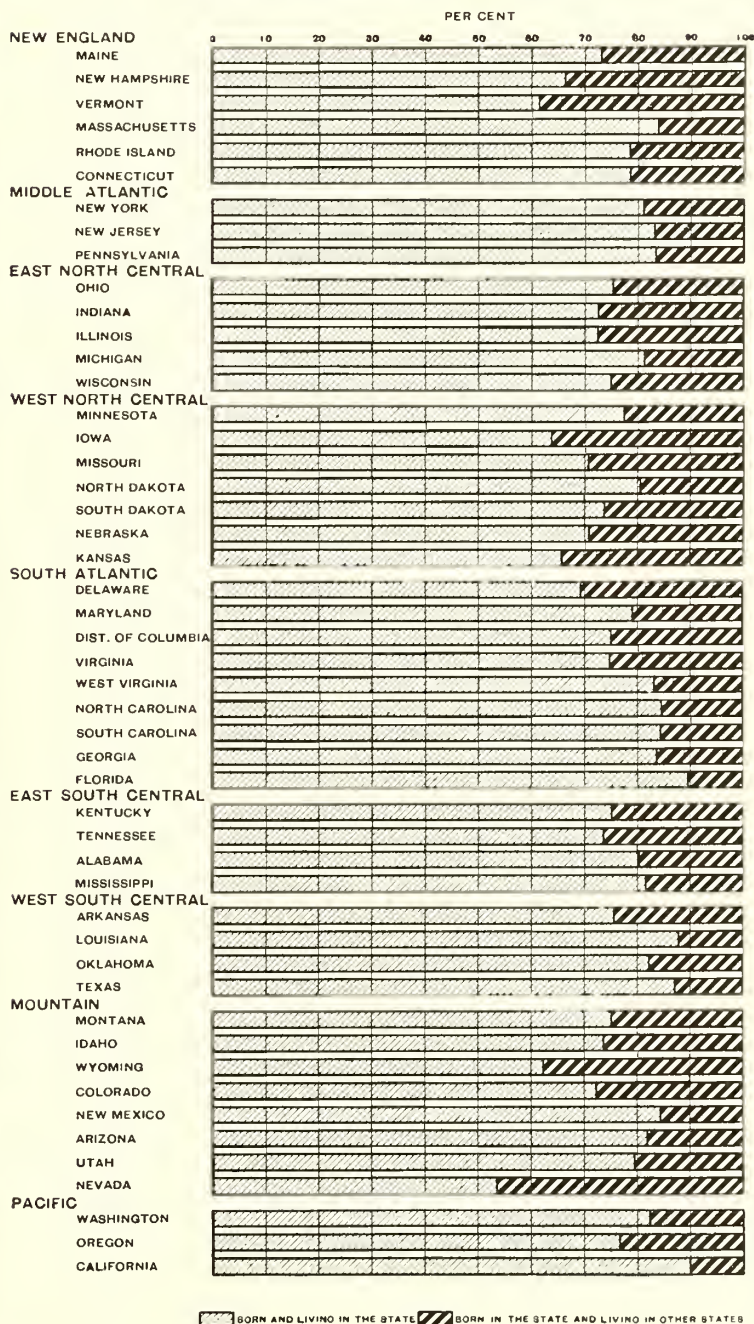 PER CENT
0 10 20 30 40 50 60 70 80 90 100
NEW ENGLAND
MAINE
NEW HAMPSHIRE
VERMONT
MASSACHUSETTS
RHODE ISLAND
CONNECTICUT
MIDDLE ATLANTIC
NEW YORK
NEW JERSEY
PENNSYLVANIA
EAST NORTH CENTRAL
OHIO
INDIANA
ILLINOIS
MICHIGAN
WISCONSIN
WEST NORTH CENTRAL
MINNESOTA
IOWA
MISSOURI
NORTH DAKOTA
SOUTH DAKOTA
NEBRASKA
KANSAS
SOUTH ATLANTIC
DELAWARE
MARYLAND
DIST. OF COLUMBIA
VIRGINIA
WEST VIRGINIA
NORTH CAROLINA
SOUTH CAROLINA
GEORGIA
FLORIDA
EAST SOUTH CENTRAL
KENTUCKY
TENNESSEE
ALABAMA
MISSISSIPPI
WEST SOUTH CENTRAL
ARKANSAS
LOUISIANA
OKLAHOMA
TEXAS
MOUNTAIN
MONTANA
IDAHO
WYOMING
COLORADO
NEW MEXICO
ARIZONA
UTAH
NEVADA
PACIFIC
WASHINGTON
OREGON
CALIFORNIA
BORN AND LIVING IN THE STATE BORN IN THE STATE AND LIVING IN OTHER STATES